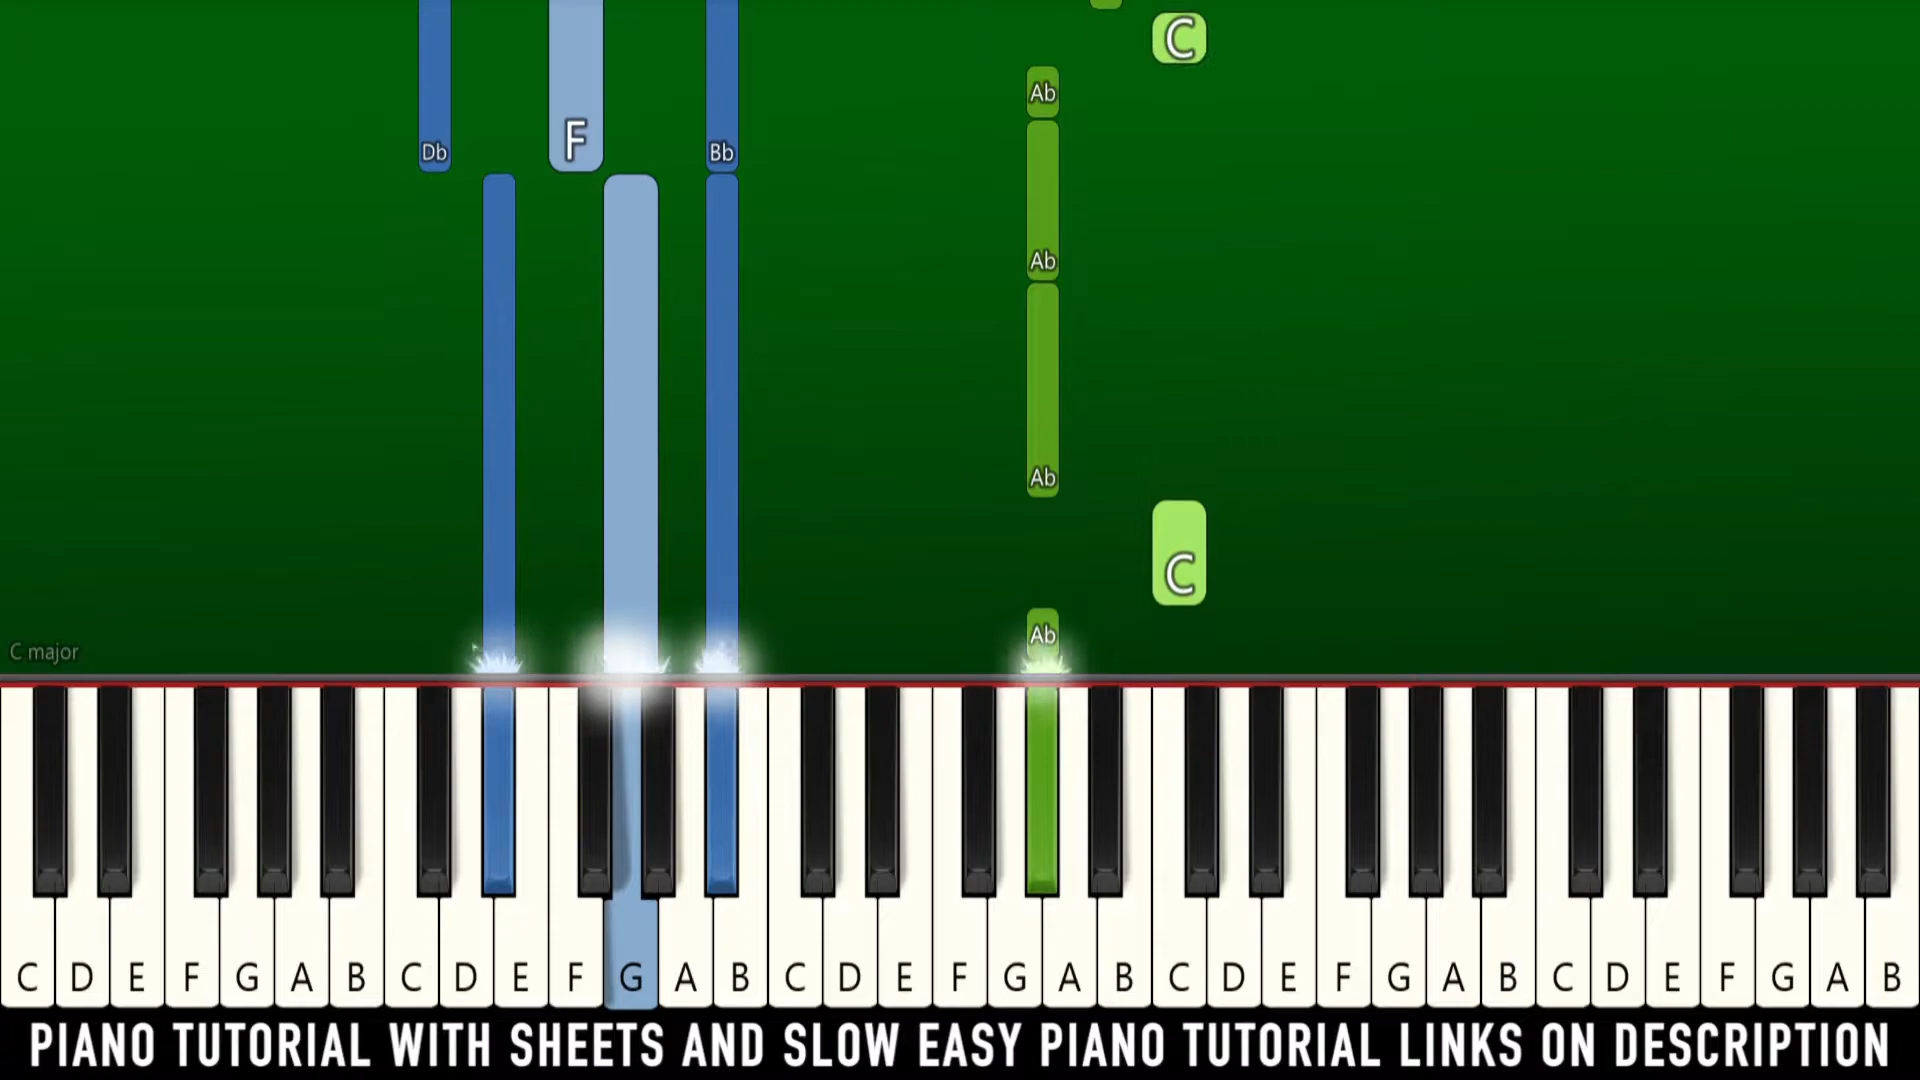 C
Ab
F
Db
Bb
Ab
Ab
C
Ab
C major
C D E F G A B C D E F G A B C D E F G A B C D E F G A B C D E F G A B
PIANO TUTORIAL WITH SHEETS AND SLOW EASY PIANO TUTORIAL LINKS ON DESCRIPTION